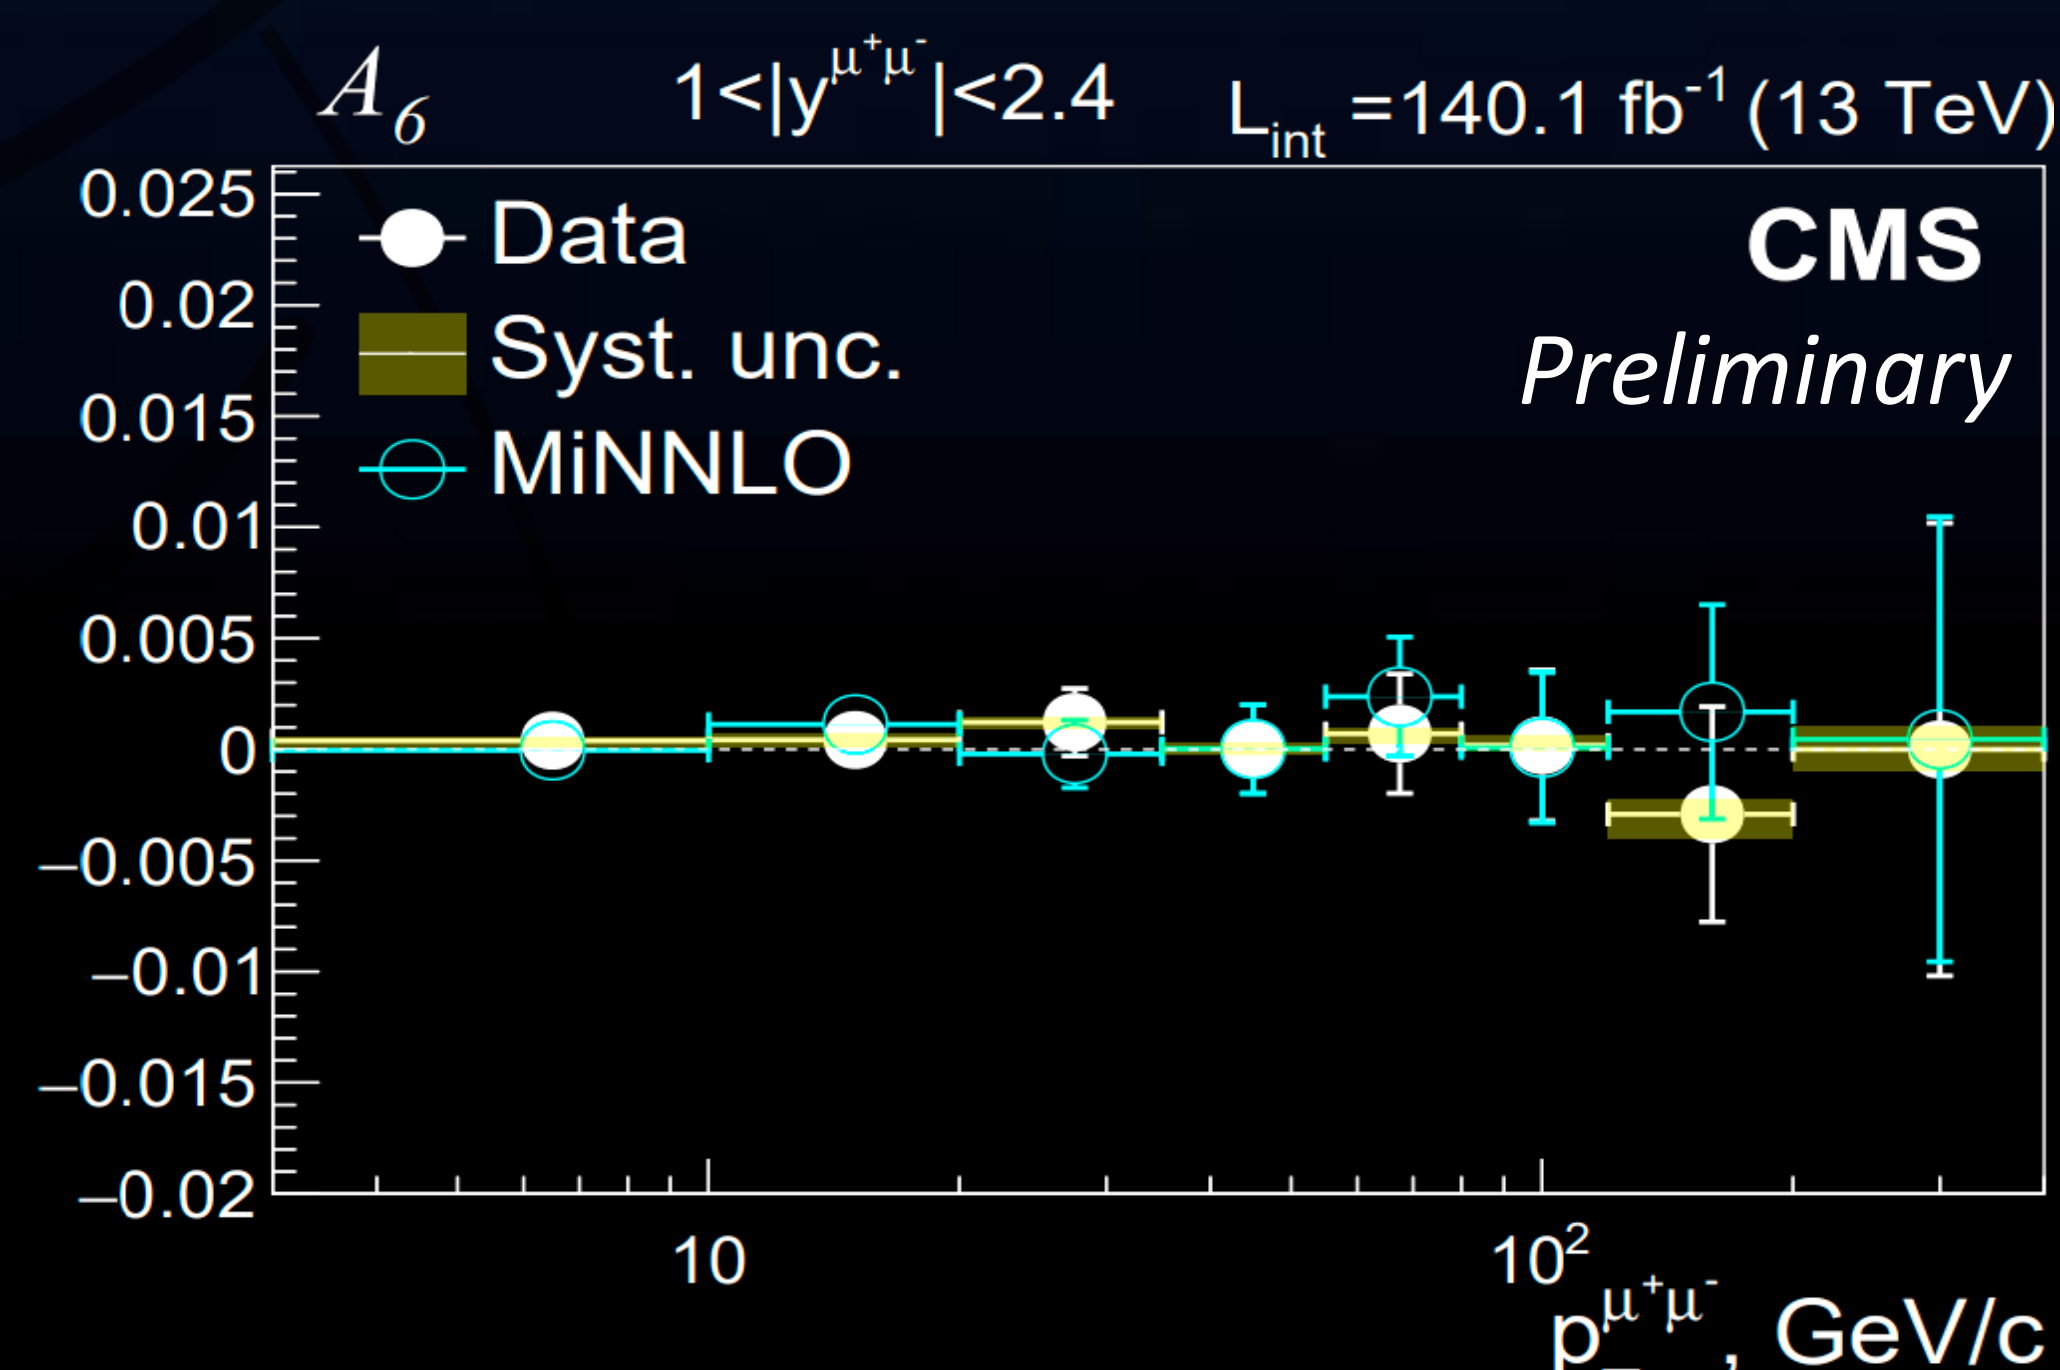 A₆ 1<|y^μ⁺μ⁻|<2.4 L_int =140.1 fb⁻¹ (13 TeV)
0.025
0.02
0.015
0.01
0.005
0
−0.005
−0.01
−0.015
−0.02
Data
Syst. unc.
MiNNLO
CMS
Preliminary
10 10²
p^μ⁺μ⁻, GeV/c